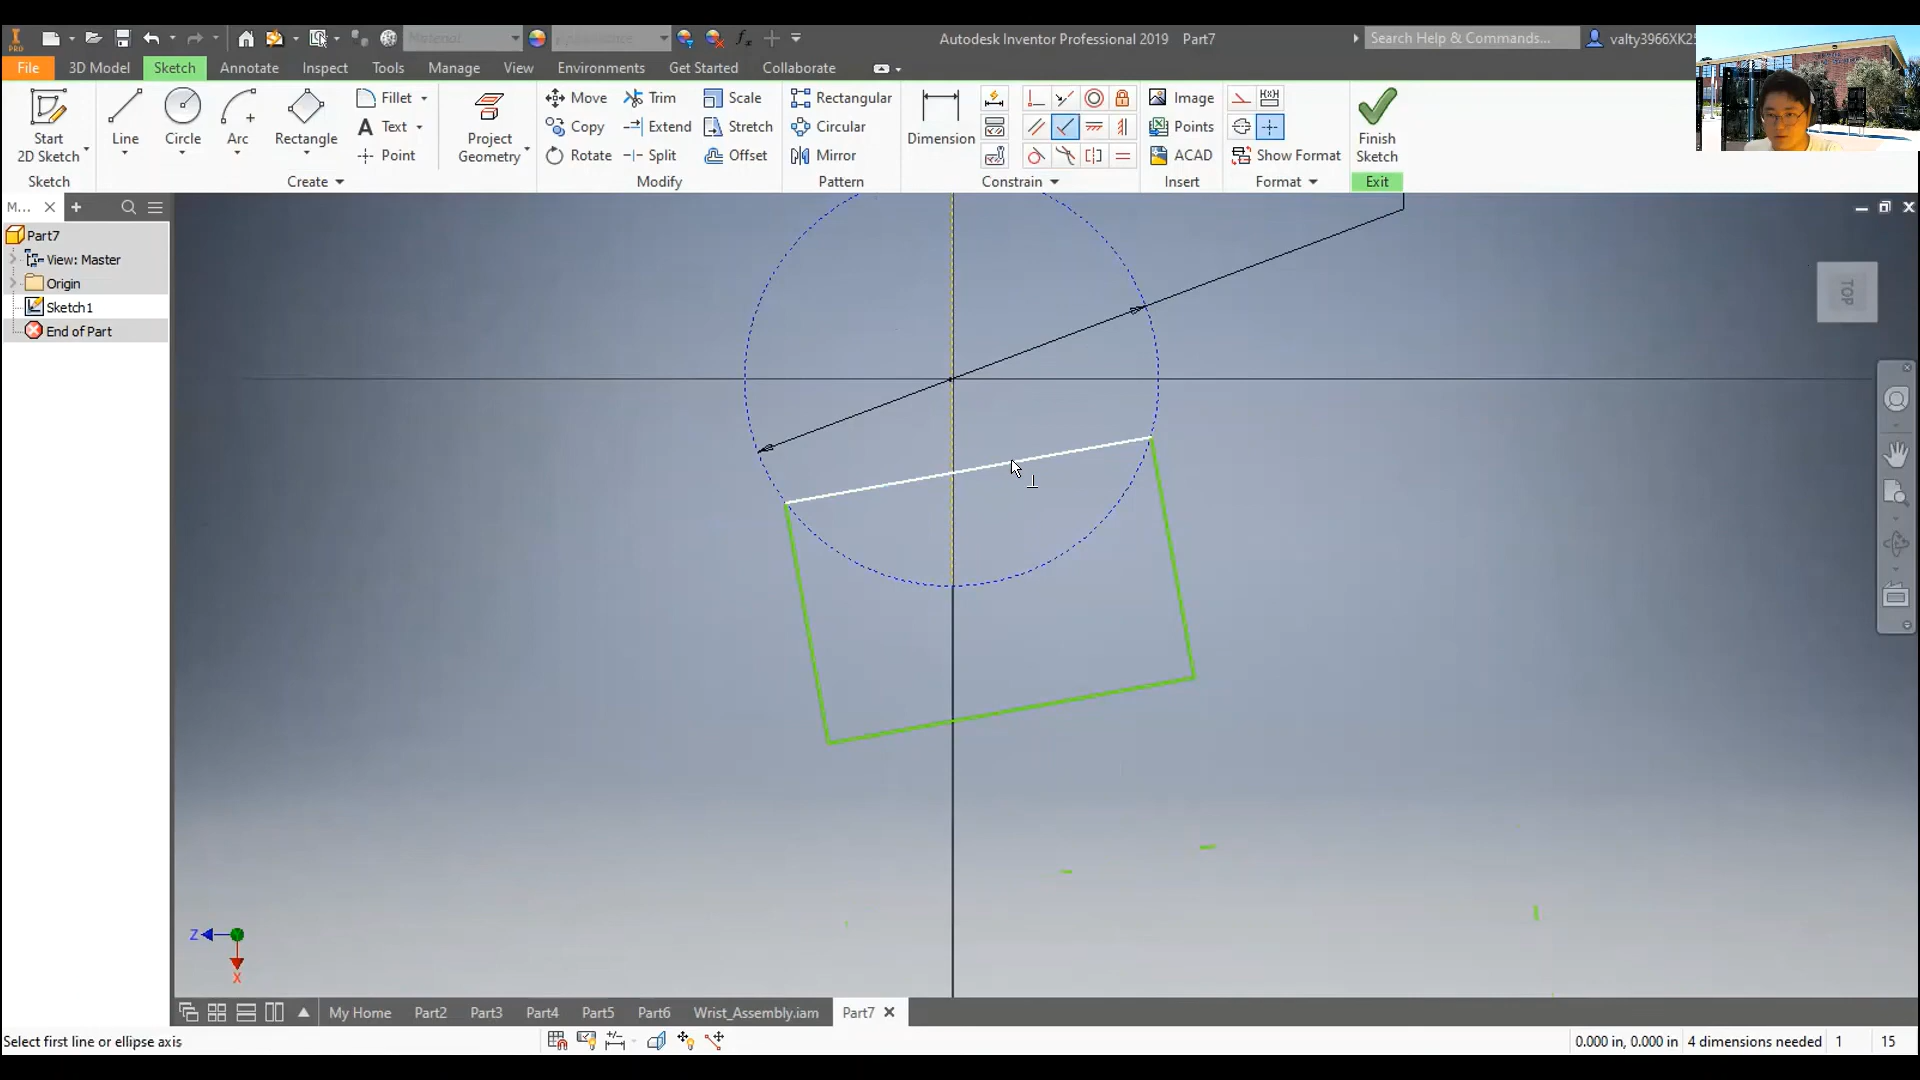 Autodesk Inventor Professional 2019 Part7
Search Help & Commands...
valty3966XK2
PRO
File 3D Model Sketch Annotate Inspect Tools Manage View Environments Get Started Collaborate
Start
2D Sketch
Line
Circle
Arc
Rectangle
Fillet
Text
Point
Project
Geometry
Move
Copy
Rotate
Trim
Extend
Split
Scale
Stretch
Offset
Rectangular
Circular
Mirror
Dimension
Image
Points
ACAD
Show Format
Finish
Sketch
Sketch
Create
Modify
Pattern
Constrain
Insert
Format
Exit
M...
Part7
View: Master
Origin
Sketch1
End of Part
TOP
Z
X
My Home Part2 Part3 Part4 Part5 Part6 Wrist_Assembly.iam Part7
Select first line or ellipse axis
0.000 in, 0.000 in 4 dimensions needed 1 15